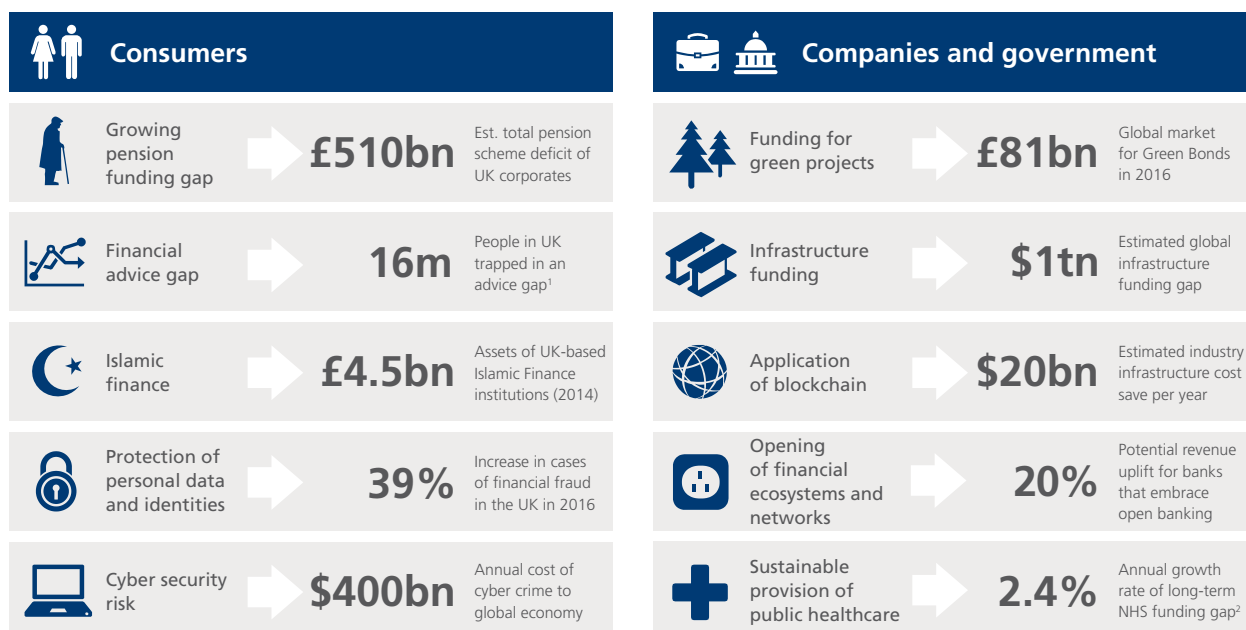 Consumers
Growing
pension
funding gap
£510bn
Est. total pension
scheme deficit of
UK corporates
Financial
advice gap
16m
People in UK
trapped in an
advice gap¹
Islamic
finance
£4.5bn
Assets of UK-based
Islamic Finance
institutions (2014)
Protection of
personal data
and identities
39%
Increase in cases
of financial fraud
in the UK in 2016
Cyber security
risk
$400bn
Annual cost of
cyber crime to
global economy
Companies and government
Funding for
green projects
£81bn
Global market
for Green Bonds
in 2016
Infrastructure
funding
$1tn
Estimated global
infrastructure
funding gap
Application
of blockchain
$20bn
Estimated industry
infrastructure cost
save per year
Opening
of financial
ecosystems and
networks
20%
Potential revenue
uplift for banks
that embrace
open banking
Sustainable
provision of
public healthcare
2.4%
Annual growth
rate of long-term
NHS funding gap²